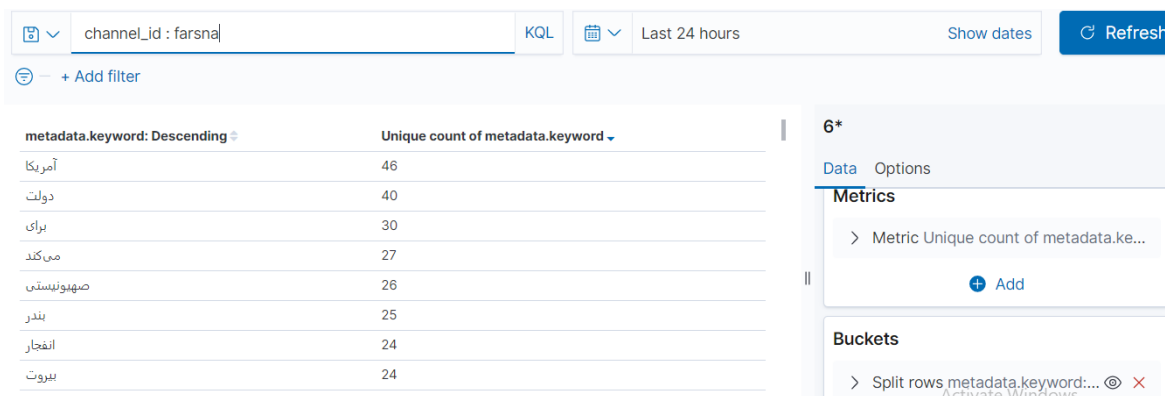 channel_id : farsna
KQL
Last 24 hours
Show dates
Refresh
+ Add filter
metadata.keyword: Descending
Unique count of metadata.keyword
آمریکا 46
دولت 40
برای 30
می‌کند 27
صهیونیستی 26
بندر 25
انفجار 24
بیروت 24
6*
Data Options
Metrics
Metric Unique count of metadata.ke...
Add
Buckets
Split rows metadata.keyword:...
Activate Windows